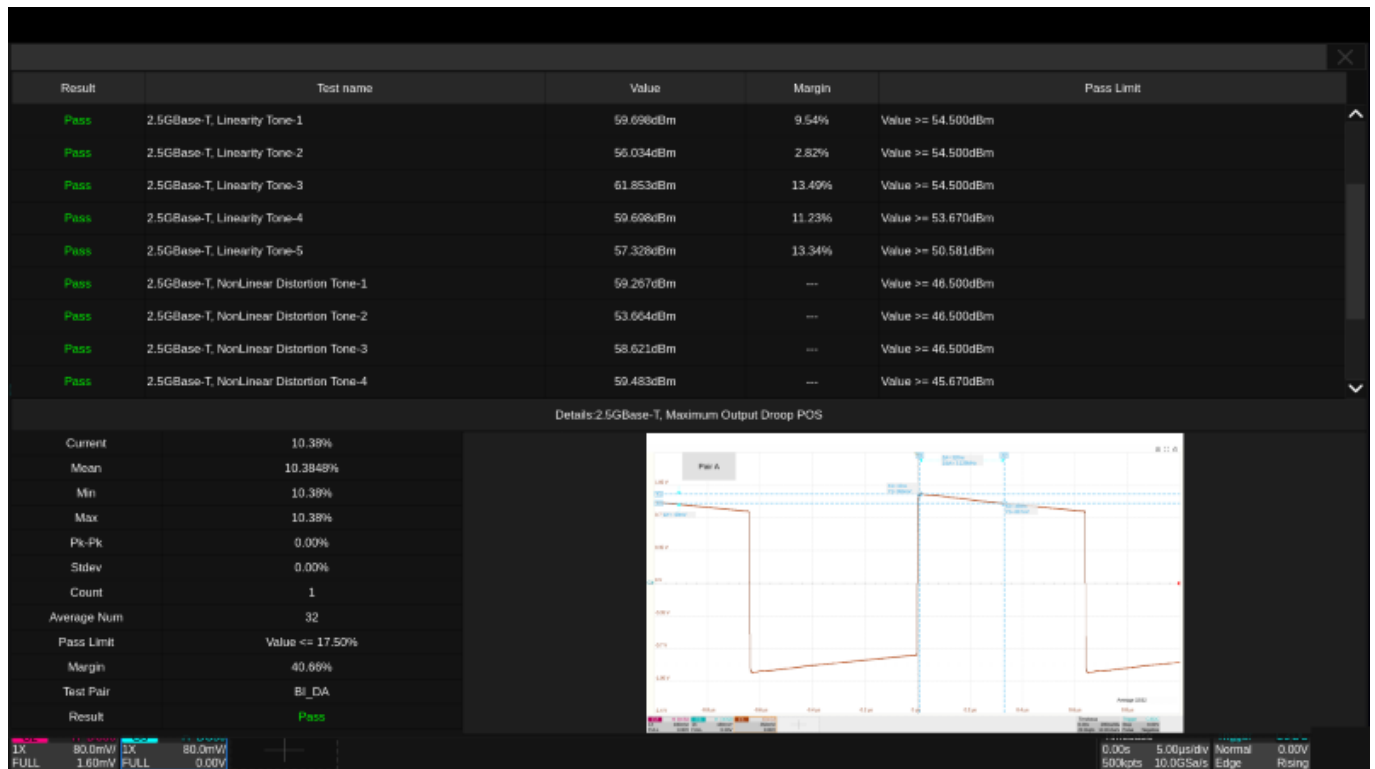 Result Test name Value Margin Pass Limit
Pass 2.5GBase-T, Linearity Tone-1 59.698dBm 9.54% Value >= 54.500dBm
Pass 2.5GBase-T, Linearity Tone-2 56.034dBm 2.82% Value >= 54.500dBm
Pass 2.5GBase-T, Linearity Tone-3 61.853dBm 13.49% Value >= 54.500dBm
Pass 2.5GBase-T, Linearity Tone-4 59.698dBm 11.23% Value >= 53.670dBm
Pass 2.5GBase-T, Linearity Tone-5 57.328dBm 13.34% Value >= 50.581dBm
Pass 2.5GBase-T, NonLinear Distortion Tone-1 59.267dBm --- Value >= 46.500dBm
Pass 2.5GBase-T, NonLinear Distortion Tone-2 53.664dBm --- Value >= 46.500dBm
Pass 2.5GBase-T, NonLinear Distortion Tone-3 58.621dBm --- Value >= 46.500dBm
Pass 2.5GBase-T, NonLinear Distortion Tone-4 59.483dBm --- Value >= 45.670dBm
Details:2.5GBase-T, Maximum Output Droop POS
Current 10.38%
Mean 10.3848%
Min 10.38%
Max 10.38%
Pk-Pk 0.00%
Stdev 0.00%
Count 1
Average Num 32
Pass Limit Value <= 17.50%
Margin 40.66%
Test Pair BI_DA
Result Pass
Pair A
1X 80.0mV/ 1X 80.0mV/
FULL 1.60mV FULL 0.00V
0.00s 5.00µs/div Normal 0.00V
500kpts 10.0GSa/s Edge Rising